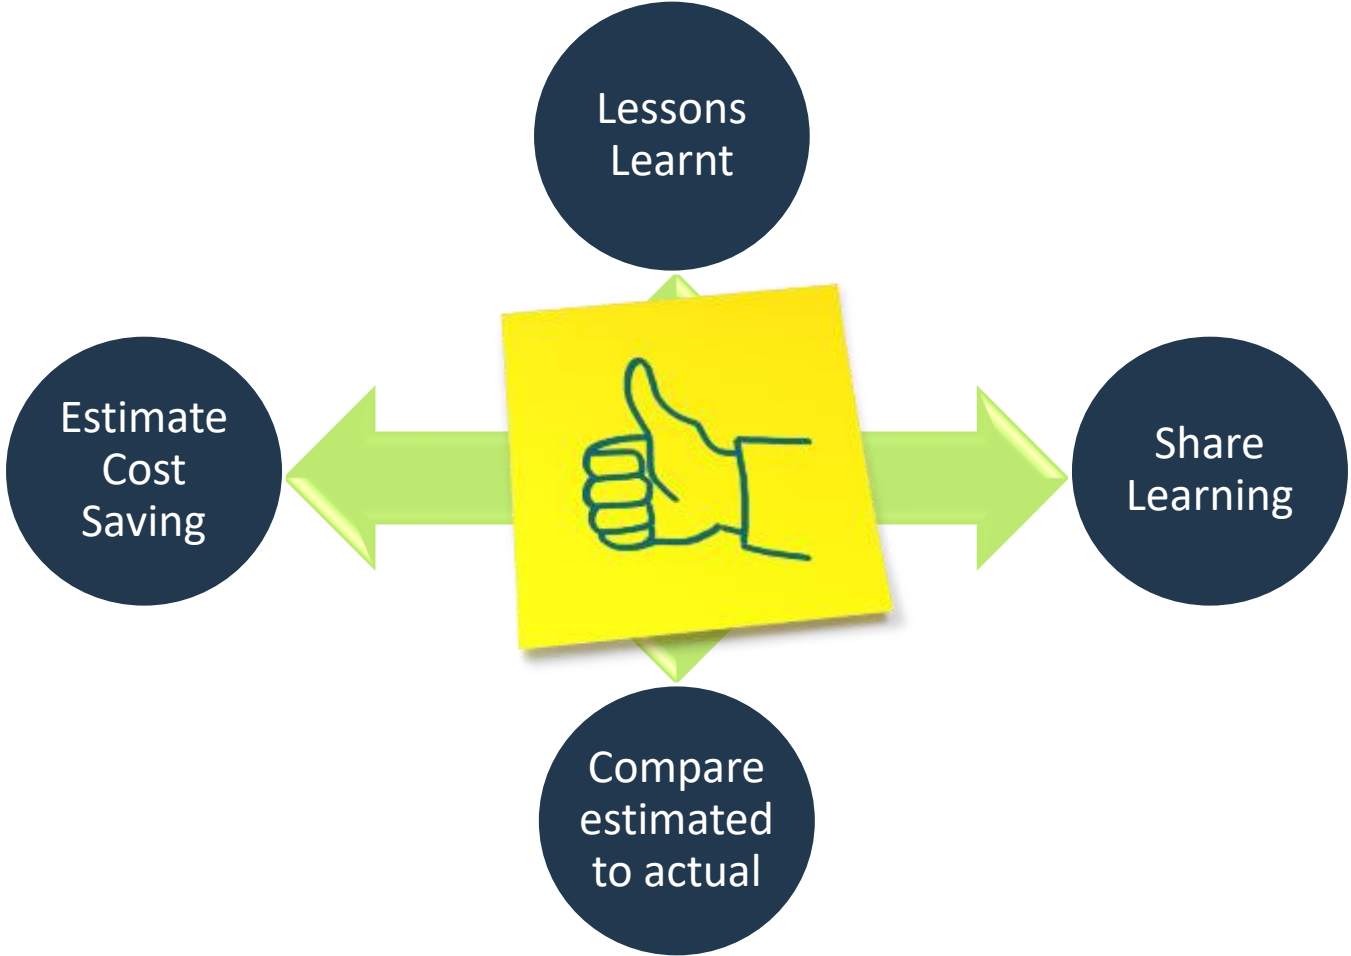 Lessons
Learnt
Estimate
Cost
Saving
Share
Learning
Compare
estimated
to actual